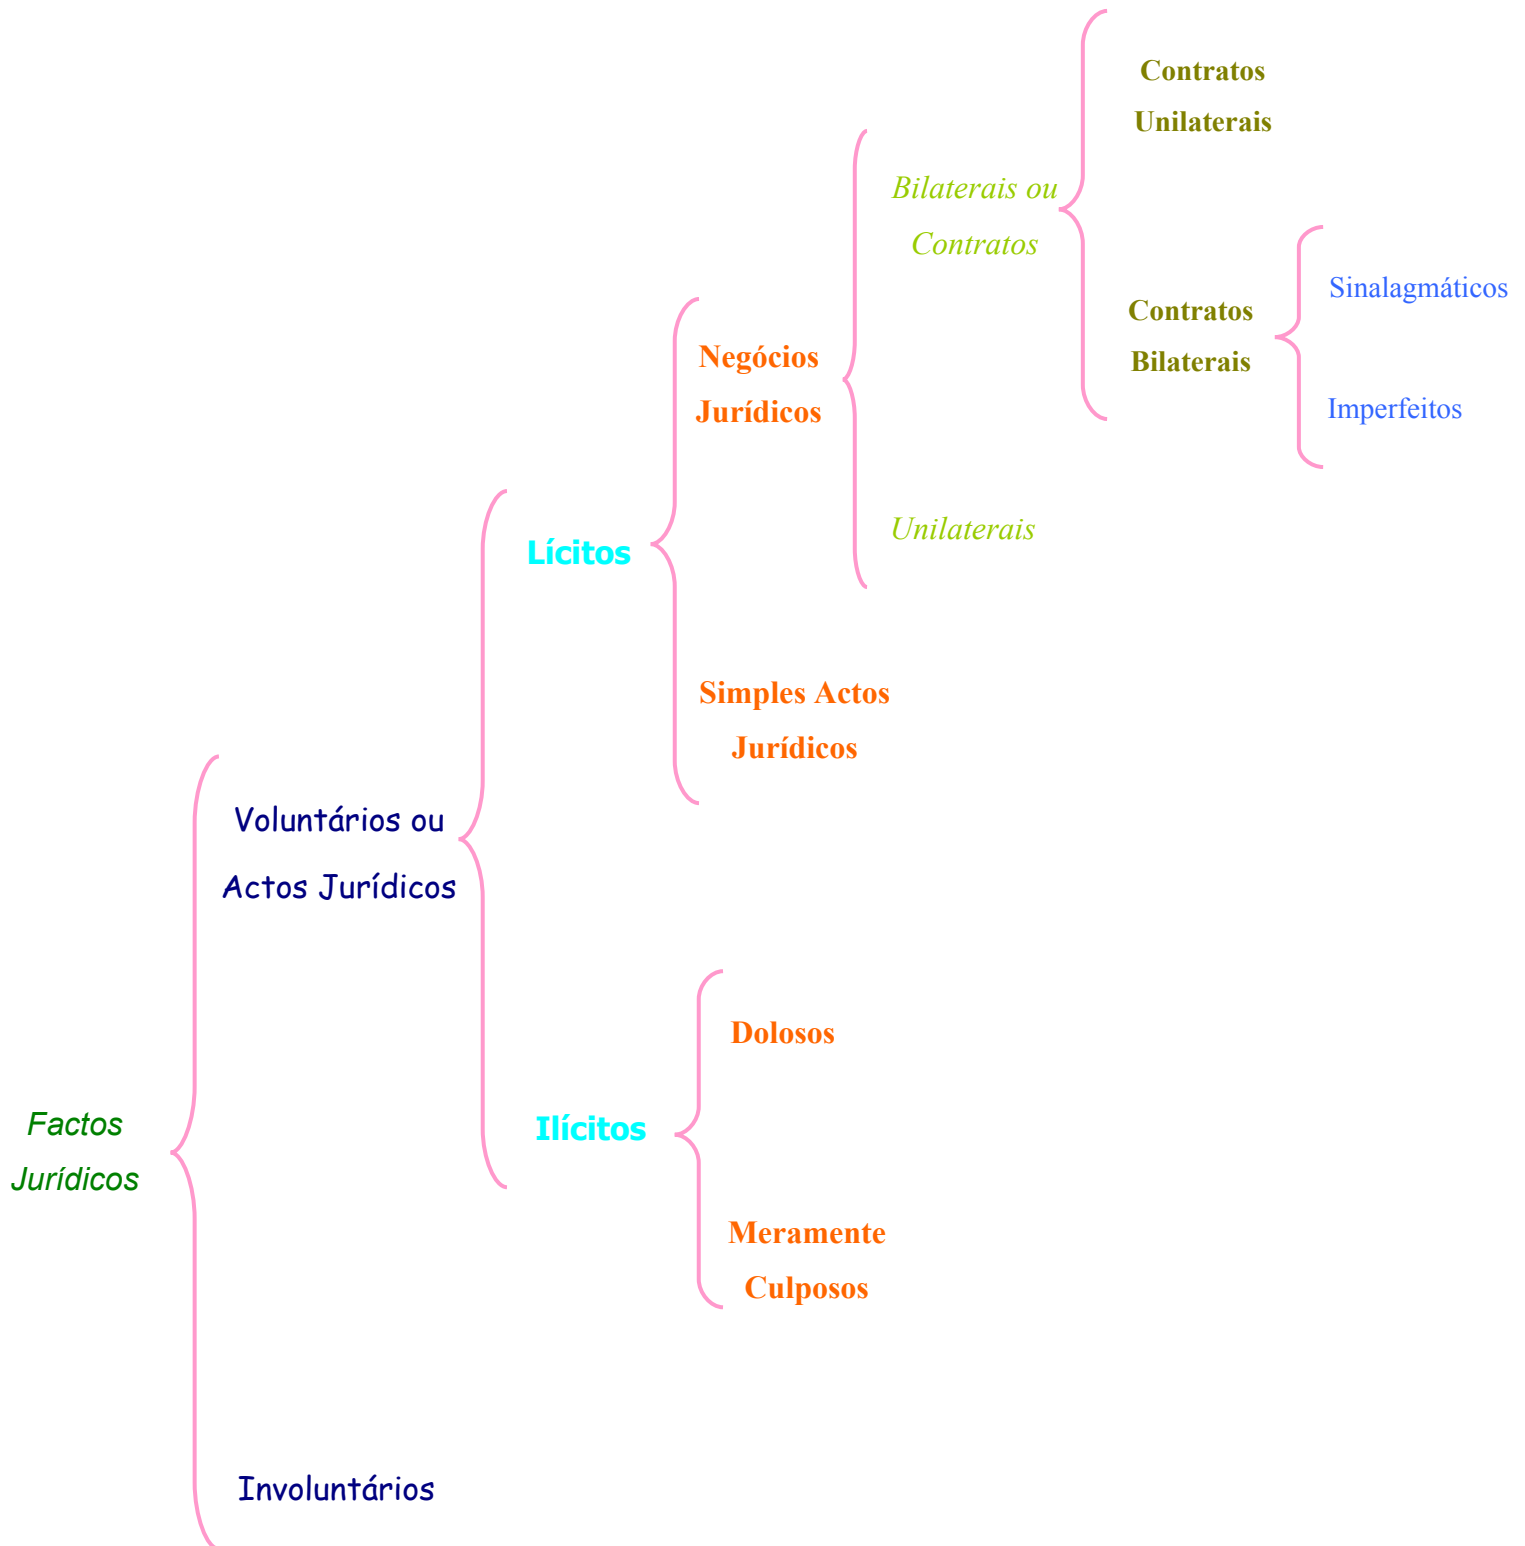 Contratos
Unilaterais
Bilaterais ou
Contratos
Sinalagmáticos
Contratos
Bilaterais
Negócios
Jurídicos
Imperfeitos
Unilaterais
Lícitos
Simples Actos
Jurídicos
Voluntários ou
Actos Jurídicos
Dolosos
Factos
Jurídicos
Ilícitos
Meramente
Culposos
Involuntários